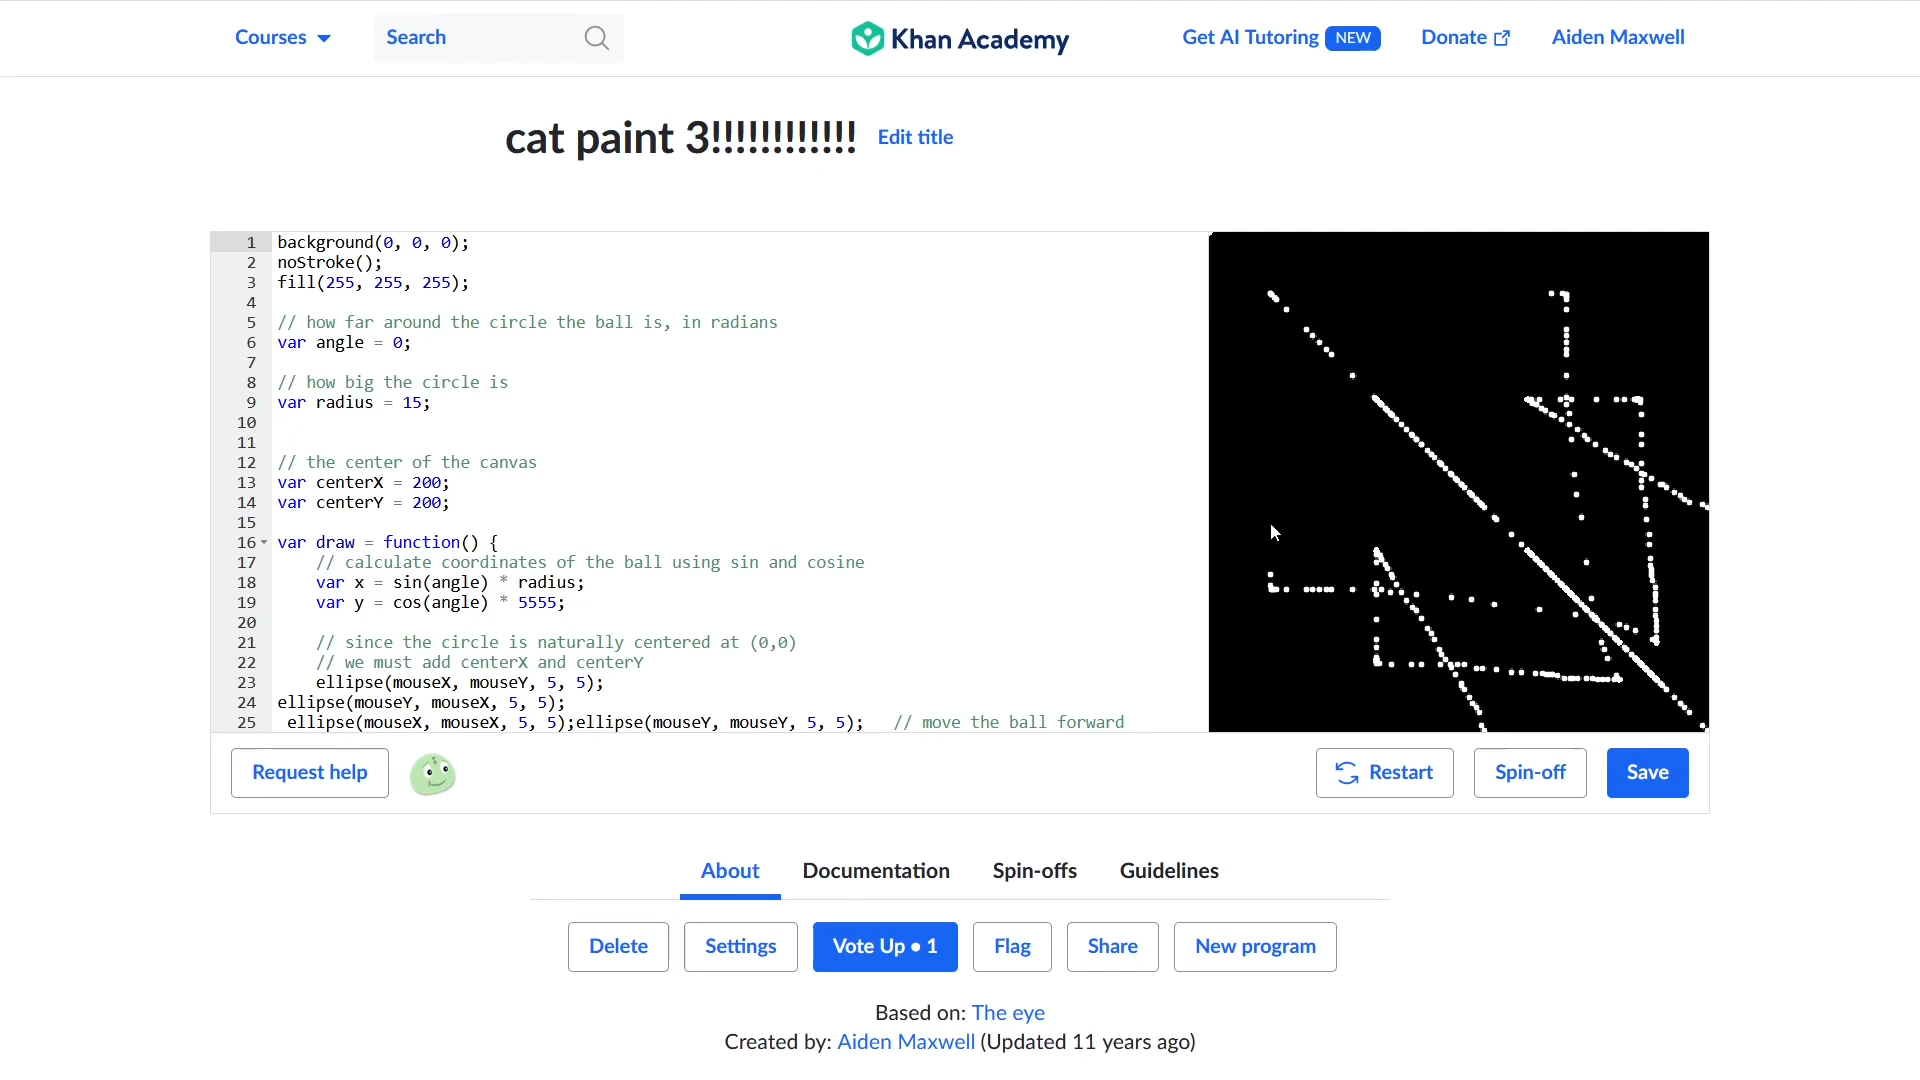 Courses Search Khan Academy Get AI Tutoring NEW Donate Aiden Maxwell
cat paint 3!!!!!!!!!!!! Edit title
1 background(0, 0, 0);
2 noStroke();
3 fill(255, 255, 255);
4
5 // how far around the circle the ball is, in radians
6 var angle = 0;
7
8 // how big the circle is
9 var radius = 15;
10
11
12 // the center of the canvas
13 var centerX = 200;
14 var centerY = 200;
15
16 var draw = function() {
17 // calculate coordinates of the ball using sin and cosine
18 var x = sin(angle) * radius;
19 var y = cos(angle) * 5555;
20
21 // since the circle is naturally centered at (0,0)
22 // we must add centerX and centerY
23 ellipse(mouseX, mouseY, 5, 5);
24 ellipse(mouseY, mouseX, 5, 5);
25 ellipse(mouseX, mouseX, 5, 5);ellipse(mouseY, mouseY, 5, 5); // move the ball forward
Request help Restart Spin-off Save
About Documentation Spin-offs Guidelines
Delete Settings Vote Up • 1 Flag Share New program
Based on: The eye
Created by: Aiden Maxwell (Updated 11 years ago)